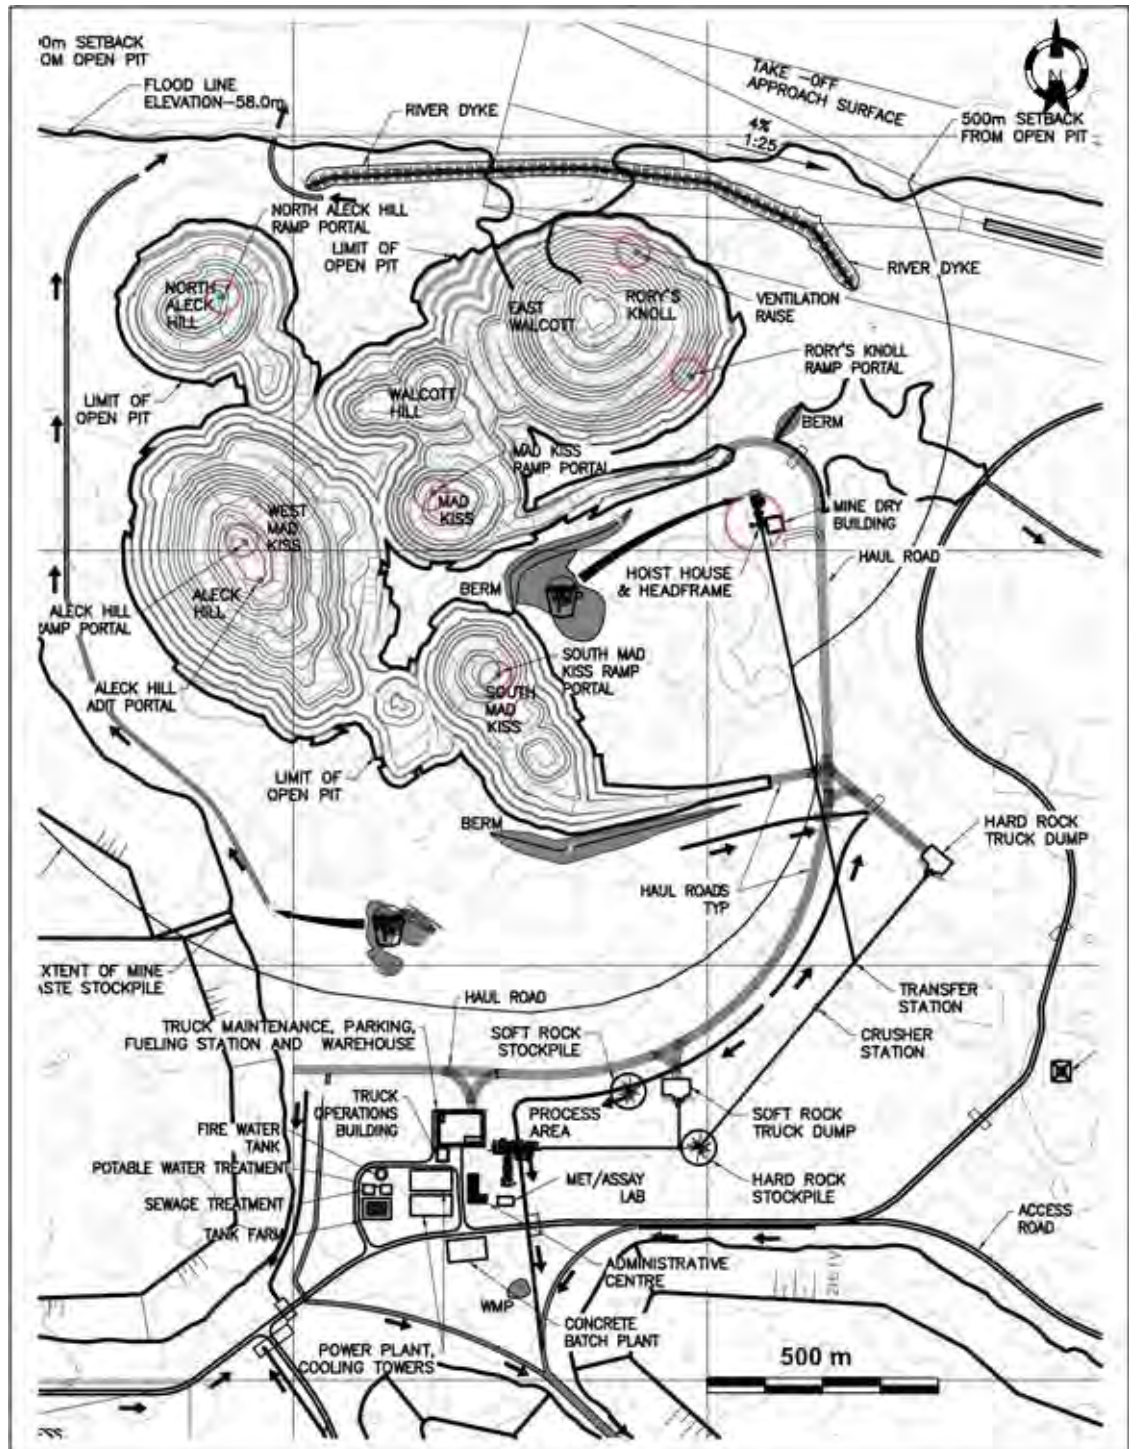 0m SETBACK
OM OPEN PIT
FLOOD LINE
ELEVATION-58.0m
RIVER DYKE
TAKE -OFF
APPROACH SURFACE
4%
1:25
N
500m SETBACK
FROM OPEN PIT
NORTH ALECK HILL
RAMP PORTAL
LIMIT OF
OPEN PIT
RIVER DYKE
NORTH
ALECK
HILL
EAST
WALCOTT
RORY'S
KNOLL
VENTILATION
RAISE
RORY'S KNOLL
RAMP PORTAL
LIMIT OF
OPEN PIT
WALCOTT
HILL
BERM
MAD KISS
RAMP PORTAL
WEST
MAD
KISS
MAD
KISS
MINE DRY
BUILDING
HAUL ROAD
HOIST HOUSE
& HEADFRAME
BERM
ALECK
HILL
ALECK HILL
RAMP PORTAL
SOUTH MAD
KISS RAMP
PORTAL
ALECK HILL
ADIT PORTAL
SOUTH
MAD
KISS
LIMIT OF
OPEN PIT
BERM
HARD ROCK
TRUCK DUMP
HAUL ROADS
TYP
XTENT OF MINE
ASTE STOCKPILE
HAUL ROAD
TRANSFER
STATION
TRUCK MAINTENANCE, PARKING,
FUELING STATION AND WAREHOUSE
SOFT ROCK
STOCKPILE
CRUSHER
STATION
TRUCK
OPERATIONS
BUILDING
PROCESS
AREA
SOFT ROCK
TRUCK DUMP
FIRE WATER
TANK
POTABLE WATER TREATMENT
MET/ASSAY
LAB
HARD ROCK
STOCKPILE
SEWAGE TREATMENT
TANK FARM
ACCESS
ROAD
ADMINISTRATIVE
CENTRE
WMP
CONCRETE
BATCH PLANT
POWER PLANT,
COOLING TOWERS
500 m